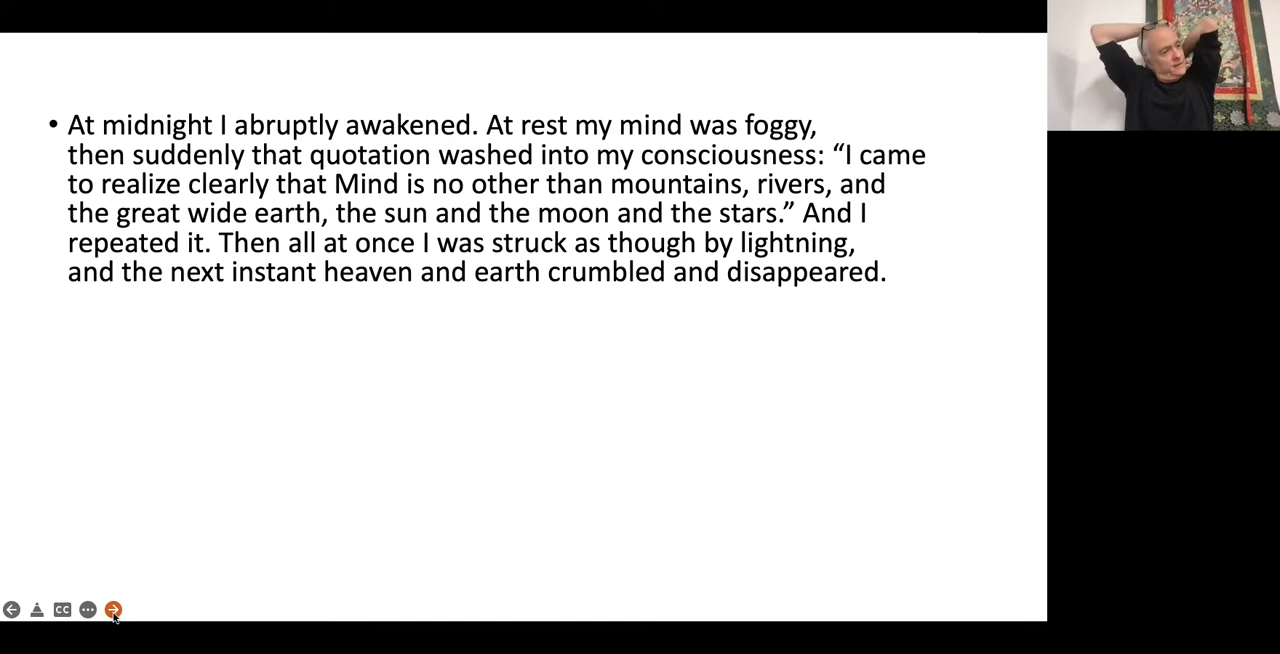 • At midnight I abruptly awakened. At rest my mind was foggy,
then suddenly that quotation washed into my consciousness: “I came
to realize clearly that Mind is no other than mountains, rivers, and
the great wide earth, the sun and the moon and the stars.” And I
repeated it. Then all at once I was struck as though by lightning,
and the next instant heaven and earth crumbled and disappeared.
CC